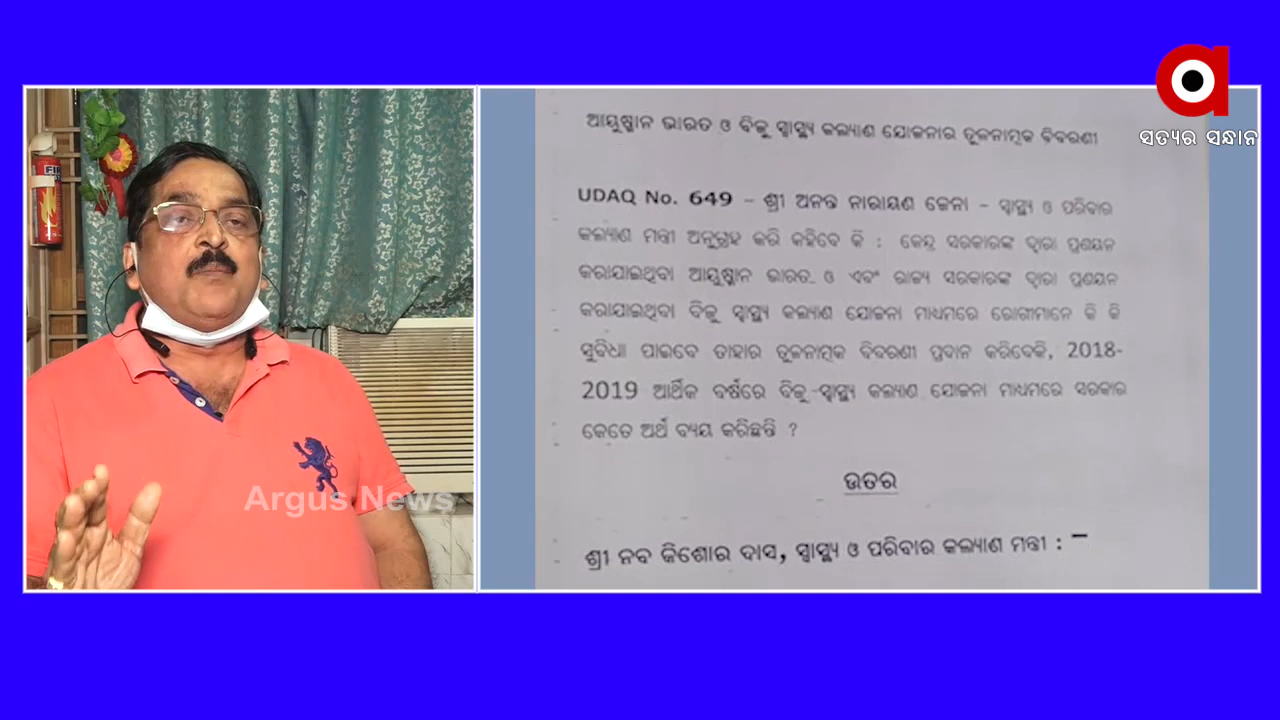 ସତ୍ୟର ସନ୍ଧାନ
FIRE
Argus News
ଆୟୁଷ୍ମାନ ଭାରତ ଓ ବିଜୁ ସ୍ୱାସ୍ଥ୍ୟ କଲ୍ୟାଣ ଯୋଜନାର ତୁଳନାତ୍ମକ ବିବରଣୀ
UDAQ No. 649 – ଶ୍ରୀ ଅନନ୍ତ ନାରାୟଣ ଜେନା – ସ୍ୱାସ୍ଥ୍ୟ ଓ ପରିବାର
କଲ୍ୟାଣ ମନ୍ତ୍ରୀ ଅନୁଗ୍ରହ କରି କହିବେ କି : କେନ୍ଦ୍ର ସରକାରଙ୍କ ଦ୍ୱାରା ପ୍ରଣୟନ
କରାଯାଇଥିବା ଆୟୁଷ୍ମାନ ଭାରତ ଓ ଏବଂ ରାଜ୍ୟ ସରକାରଙ୍କ ଦ୍ୱାରା ପ୍ରଣୟନ
କରାଯାଇଥିବା ବିଜୁ ସ୍ୱାସ୍ଥ୍ୟ କଲ୍ୟାଣ ଯୋଜନା ମାଧ୍ୟମରେ ରୋଗୀମାନେ କି କି
ସୁବିଧା ପାଇବେ ତାହାର ତୁଳନାତ୍ମକ ବିବରଣୀ ପ୍ରଦାନ କରିବେକି, 2018-
2019 ଆର୍ଥିକ ବର୍ଷରେ ବିଜୁ-ସ୍ୱାସ୍ଥ୍ୟ କଲ୍ୟାଣ ଯୋଜନା ମାଧ୍ୟମରେ ସରକାର
କେତେ ଅର୍ଥ ବ୍ୟୟ କରିଛନ୍ତି ?
ଉତର
ଶ୍ରୀ ନବ କିଶୋର ଦାସ, ସ୍ୱାସ୍ଥ୍ୟ ଓ ପରିବାର କଲ୍ୟାଣ ମନ୍ତ୍ରୀ : –